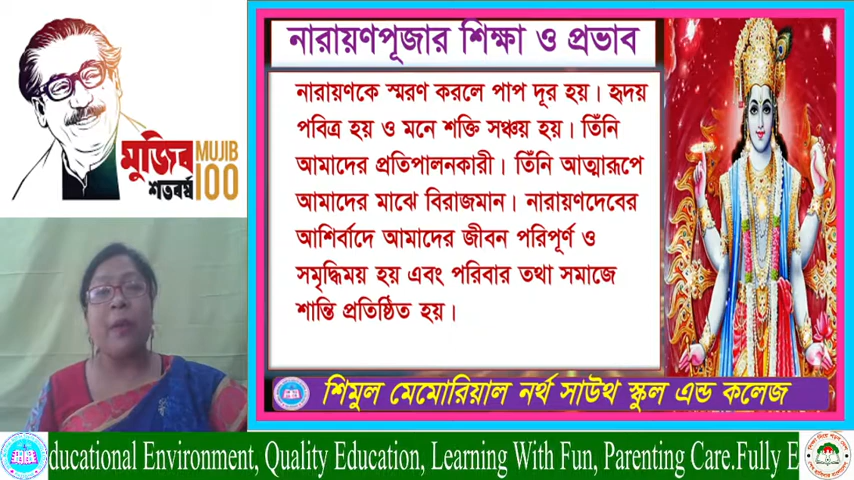 মুজিব
শতবর্ষ
MUJIB
100
নারায়ণপূজার শিক্ষা ও প্রভাব
নারায়ণকে স্মরণ করলে পাপ দূর হয়। হৃদয়
পবিত্র হয় ও মনে শক্তি সঞ্চয় হয়। তিঁনি
আমাদের প্রতিপালনকারী। তিঁনি আত্মারূপে
আমাদের মাঝে বিরাজমান। নারায়ণদেবের
আশির্বাদে আমাদের জীবন পরিপূর্ণ ও
সমৃদ্ধিময় হয় এবং পরিবার তথা সমাজে
শান্তি প্রতিষ্ঠিত হয়।
শিমুল মেমোরিয়াল নর্থ সাউথ স্কুল এন্ড কলেজ
ducational Environment, Quality Education, Learning With Fun, Parenting Care.Fully E